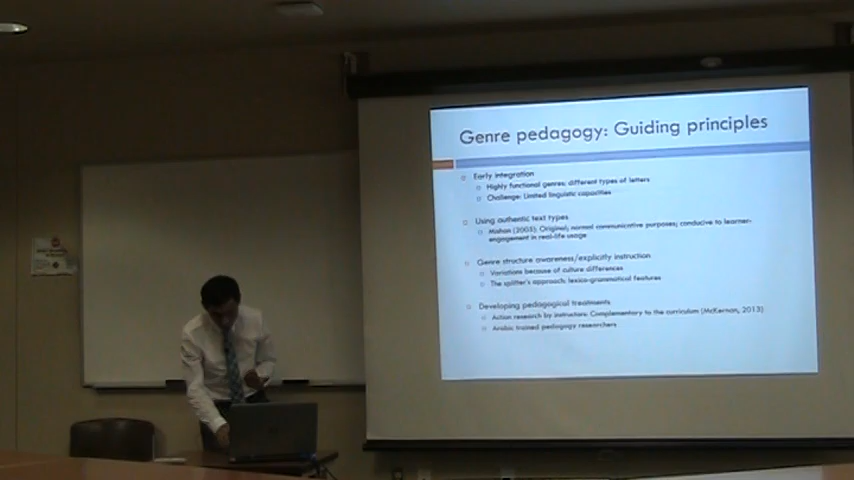 Genre pedagogy: Guiding principles
Early integration
Highly functional genres: different types of letters
Challenge: Limited linguistic capacities
Using authentic text types
Mishan (2005): Original; normal communicative purposes; conducive to learner-
engagement in real-life usage
Genre structure awareness/explicitly instruction
Variations because of culture differences
The splitter's approach: lexico-grammatical features
Developing pedagogical treatments
Action research by instructors: Complementary to the curriculum (McKernan, 2013)
Arabic trained pedagogy researchers